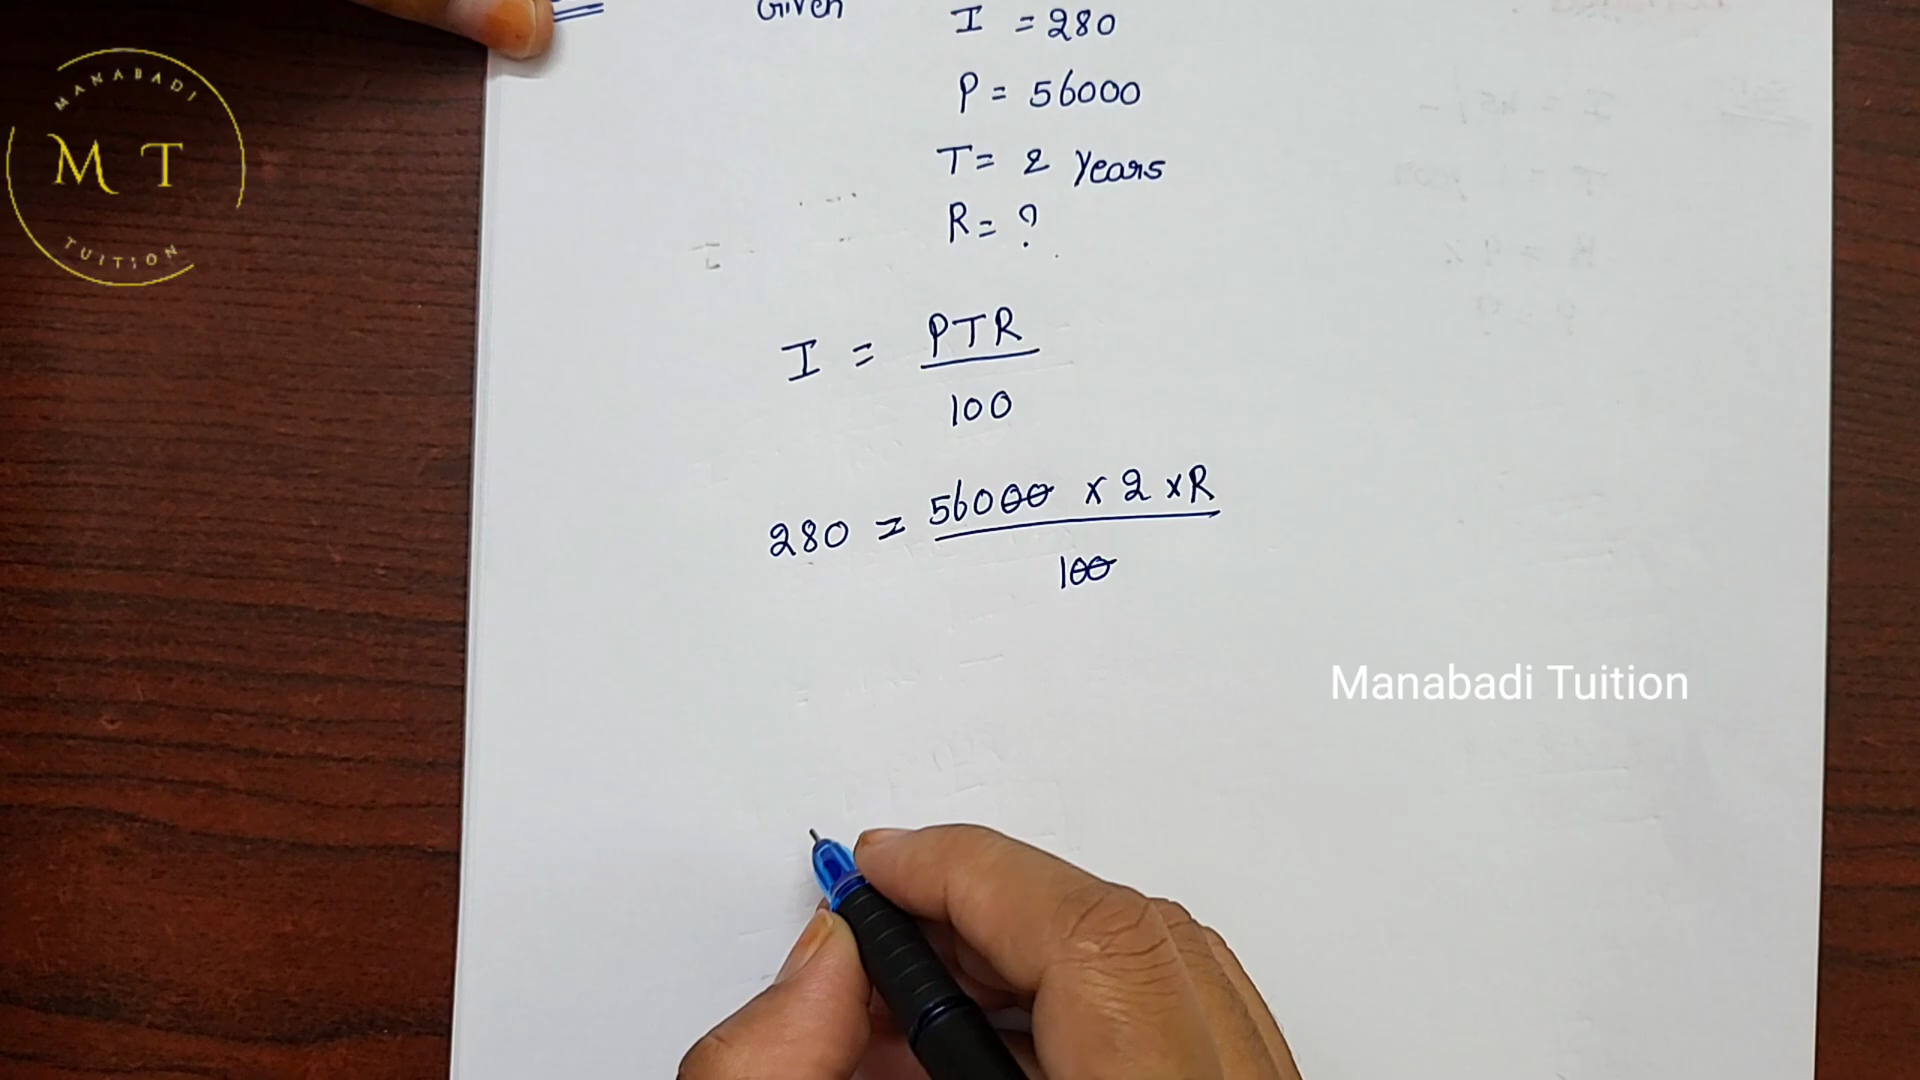 Given I = 280
P = 56000
T = 2 Years
R = ?
I = PTR / 100
280 = 56000 x 2 x R / 100
MANABADI
M T
TUITION
Manabadi Tuition